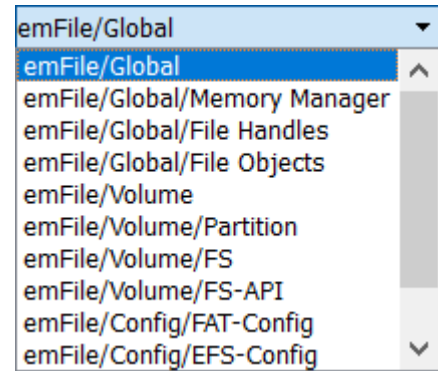 emFile/Global
emFile/Global
emFile/Global/Memory Manager
emFile/Global/File Handles
emFile/Global/File Objects
emFile/Volume
emFile/Volume/Partition
emFile/Volume/FS
emFile/Volume/FS-API
emFile/Config/FAT-Config
emFile/Config/EFS-Config